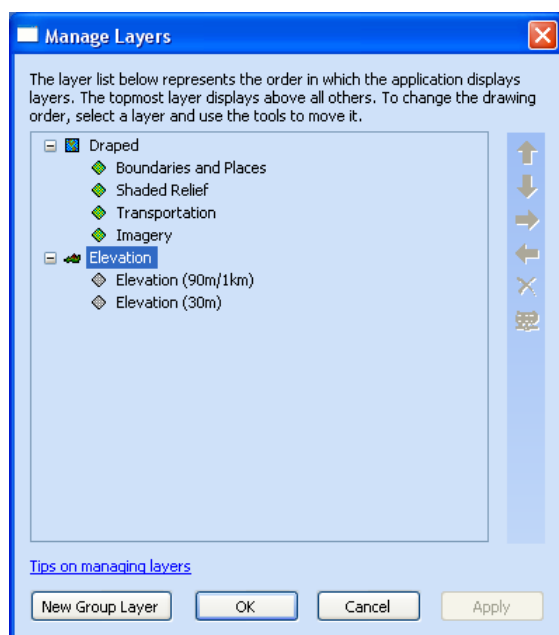 Manage Layers
The layer list below represents the order in which the application displays
layers. The topmost layer displays above all others. To change the drawing
order, select a layer and use the tools to move it.
Draped
Boundaries and Places
Shaded Relief
Transportation
Imagery
Elevation
Elevation (90m/1km)
Elevation (30m)
Tips on managing layers
New Group Layer OK Cancel Apply